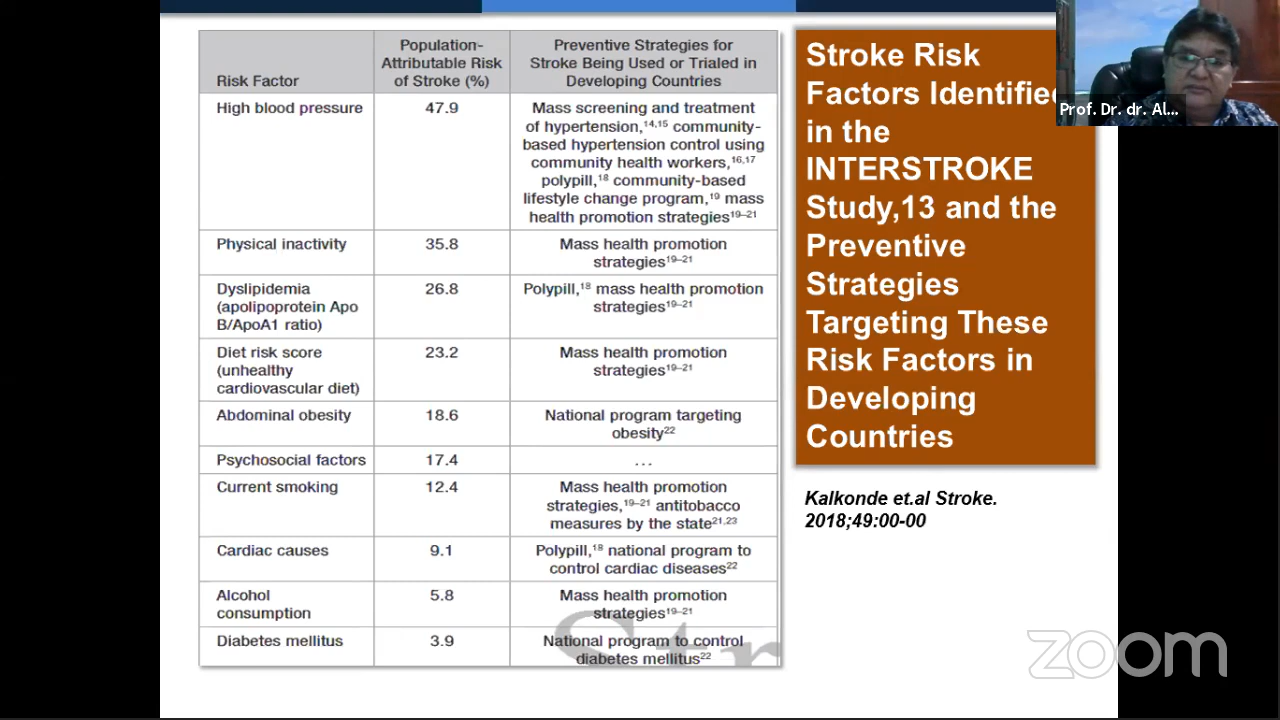 Risk Factor
Population-
Attributable Risk
of Stroke (%)
Preventive Strategies for
Stroke Being Used or Trialed in
Developing Countries
High blood pressure
47.9
Mass screening and treatment
of hypertension,14,15 community-
based hypertension control using
community health workers,16,17
polypill,18 community-based
lifestyle change program,19 mass
health promotion strategies19–21
Physical inactivity
35.8
Mass health promotion
strategies19–21
Dyslipidemia
(apolipoprotein Apo
B/ApoA1 ratio)
26.8
Polypill,18 mass health promotion
strategies19–21
Diet risk score
(unhealthy
cardiovascular diet)
23.2
Mass health promotion
strategies19–21
Abdominal obesity
18.6
National program targeting
obesity22
Psychosocial factors
17.4
...
Current smoking
12.4
Mass health promotion
strategies,19–21 antitobacco
measures by the state21,23
Cardiac causes
9.1
Polypill,18 national program to
control cardiac diseases22
Alcohol
consumption
5.8
Mass health promotion
strategies19–21
Diabetes mellitus
3.9
National program to control
diabetes mellitus22
Stroke Risk
Factors Identifie
in the
INTERSTROKE
Study,13 and the
Preventive
Strategies
Targeting These
Risk Factors in
Developing
Countries
Kalkonde et.al Stroke.
2018;49:00-00
Prof. Dr. dr. Al...
zoom